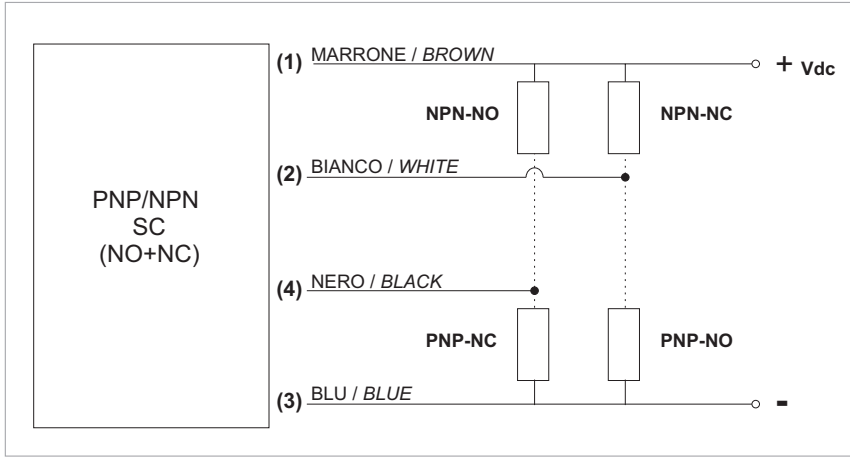 (1) MARRONE / BROWN
+ Vdc
NPN-NO
NPN-NC
(2) BIANCO / WHITE
PNP/NPN
SC
(NO+NC)
(4) NERO / BLACK
PNP-NC
PNP-NO
(3) BLU / BLUE
-